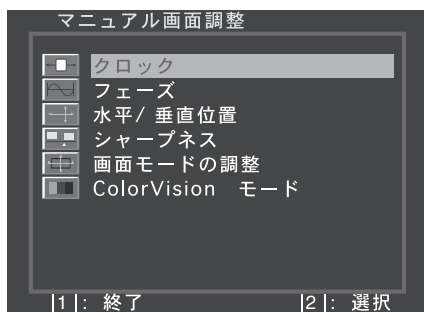 マニュアル画面調整
クロック
フェーズ
水平/ 垂直位置
シャープネス
画面モードの調整
ColorVision モード
|1|: 終了 |2|: 選択